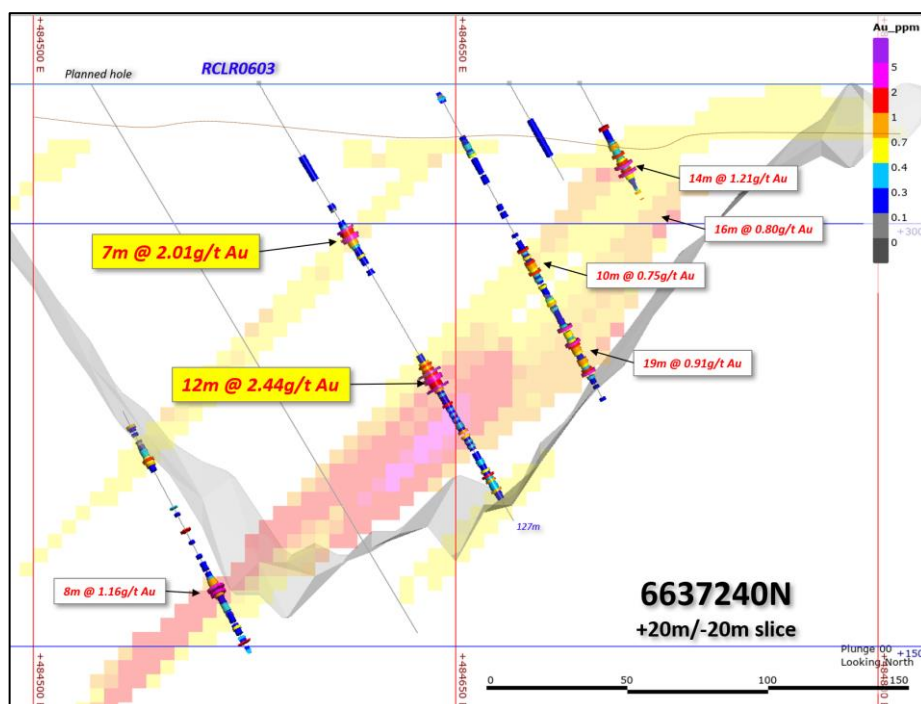 +484500 E
+484650 E
Au_ppm
5
2
1
0.7
0.4
0.3
0.1
0
Planned hole
RCLR0603
14m @ 1.21g/t Au
16m @ 0.80g/t Au
+300
7m @ 2.01g/t Au
10m @ 0.75g/t Au
12m @ 2.44g/t Au
19m @ 0.91g/t Au
127m
8m @ 1.16g/t Au
6637240N
+20m/-20m slice
Plunge 00
Looking North
+150
+484500 E
+484650 E
+484800 E
0 50 100 150